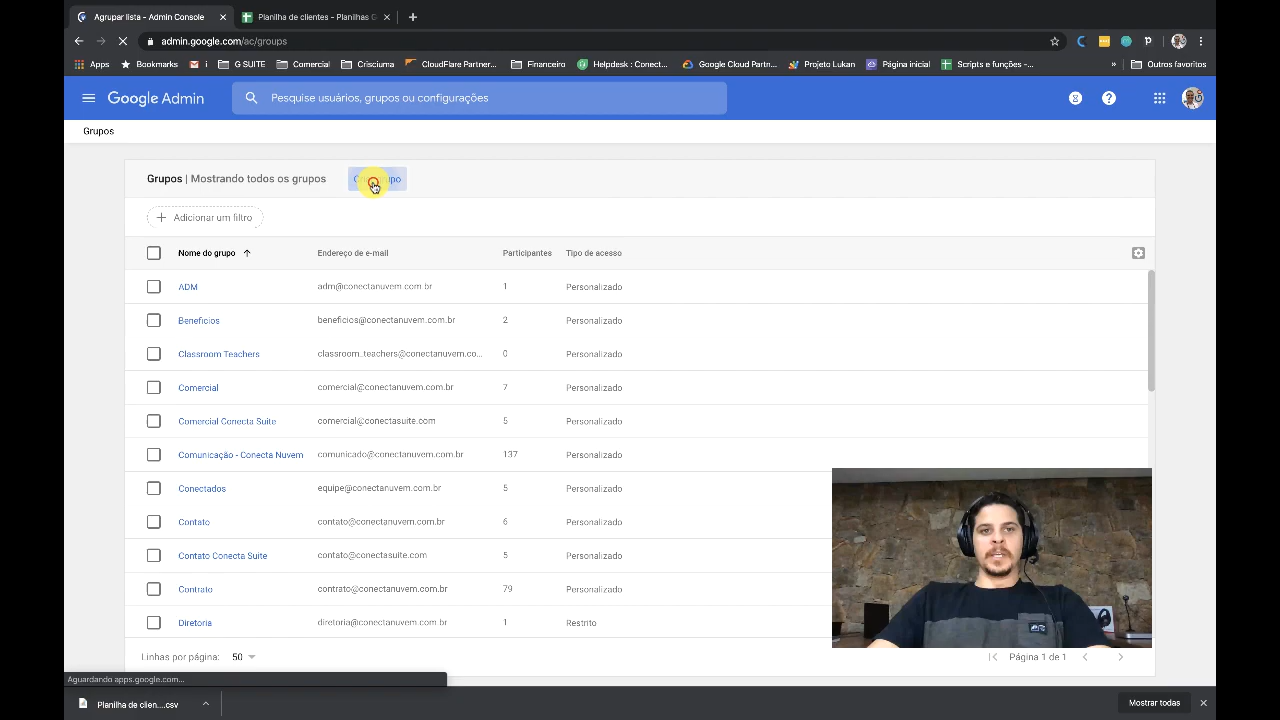 Agrupar lista - Admin Console
Planilha de clientes - Planilhas G
admin.google.com/ac/groups
Apps
Bookmarks
i
G SUITE
Comercial
Criscíuma
CloudFlare Partner...
Financeiro
Helpdesk : Conect...
Google Cloud Partn...
Projeto Lukan
Página inicial
Scripts e funções -...
»
Outros favoritos
Google Admin
Pesquise usuários, grupos ou configurações
Grupos
Grupos | Mostrando todos os grupos
Adicionar um filtro
Nome do grupo Endereço de e-mail Participantes Tipo de acesso
ADM adm@conectanuvem.com.br 1 Personalizado
Beneficios beneficios@conectanuvem.com.br 2 Personalizado
Classroom Teachers classroom_teachers@conectanuvem.co... 0 Personalizado
Comercial comercial@conectanuvem.com.br 7 Personalizado
Comercial Conecta Suite comercial@conectasuite.com 5 Personalizado
Comunicação - Conecta Nuvem comunicado@conectanuvem.com.br 137 Personalizado
Conectados equipe@conectanuvem.com.br 5 Personalizado
Contato contato@conectanuvem.com.br 6 Personalizado
Contato Conecta Suite contato@conectasuite.com 5 Personalizado
Contrato contrato@conectanuvem.com.br 79 Personalizado
Diretoria diretoria@conectanuvem.com.br 1 Restrito
Linhas por página: 50
Página 1 de 1
Aguardando apps.google.com...
Planilha de clien....csv
Mostrar todas